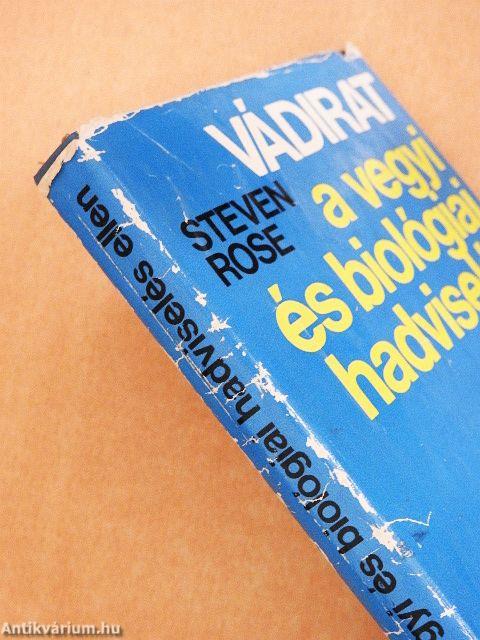 VÁDIRAT
STEVEN
ROSE
a vegyi
és biológiai
hadvisel
gyi és biológiai hadviselés ellen
Antikvárium.hu